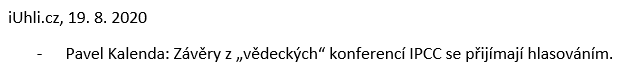 iUhli.cz, 19. 8. 2020
- Pavel Kalenda: Závěry z „vědeckých“ konferencí IPCC se přijímají hlasováním.